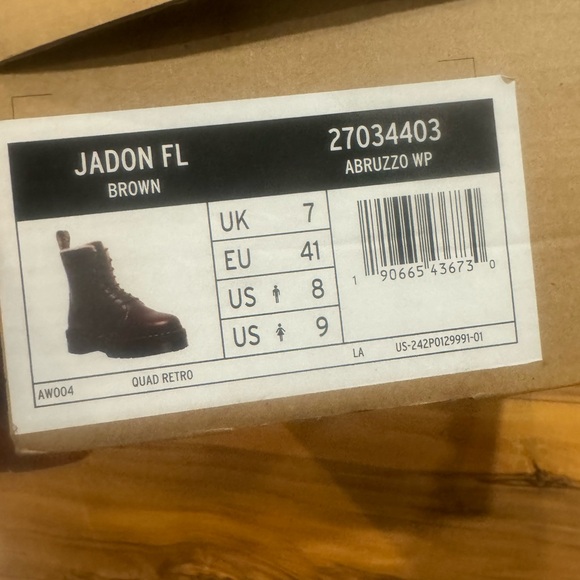 JADON FL
BROWN
27034403
ABRUZZO WP
UK 7
EU 41
US 8
US 9
1 90665 43673 0
AW004
QUAD RETRO
LA
US-242P0129991-01